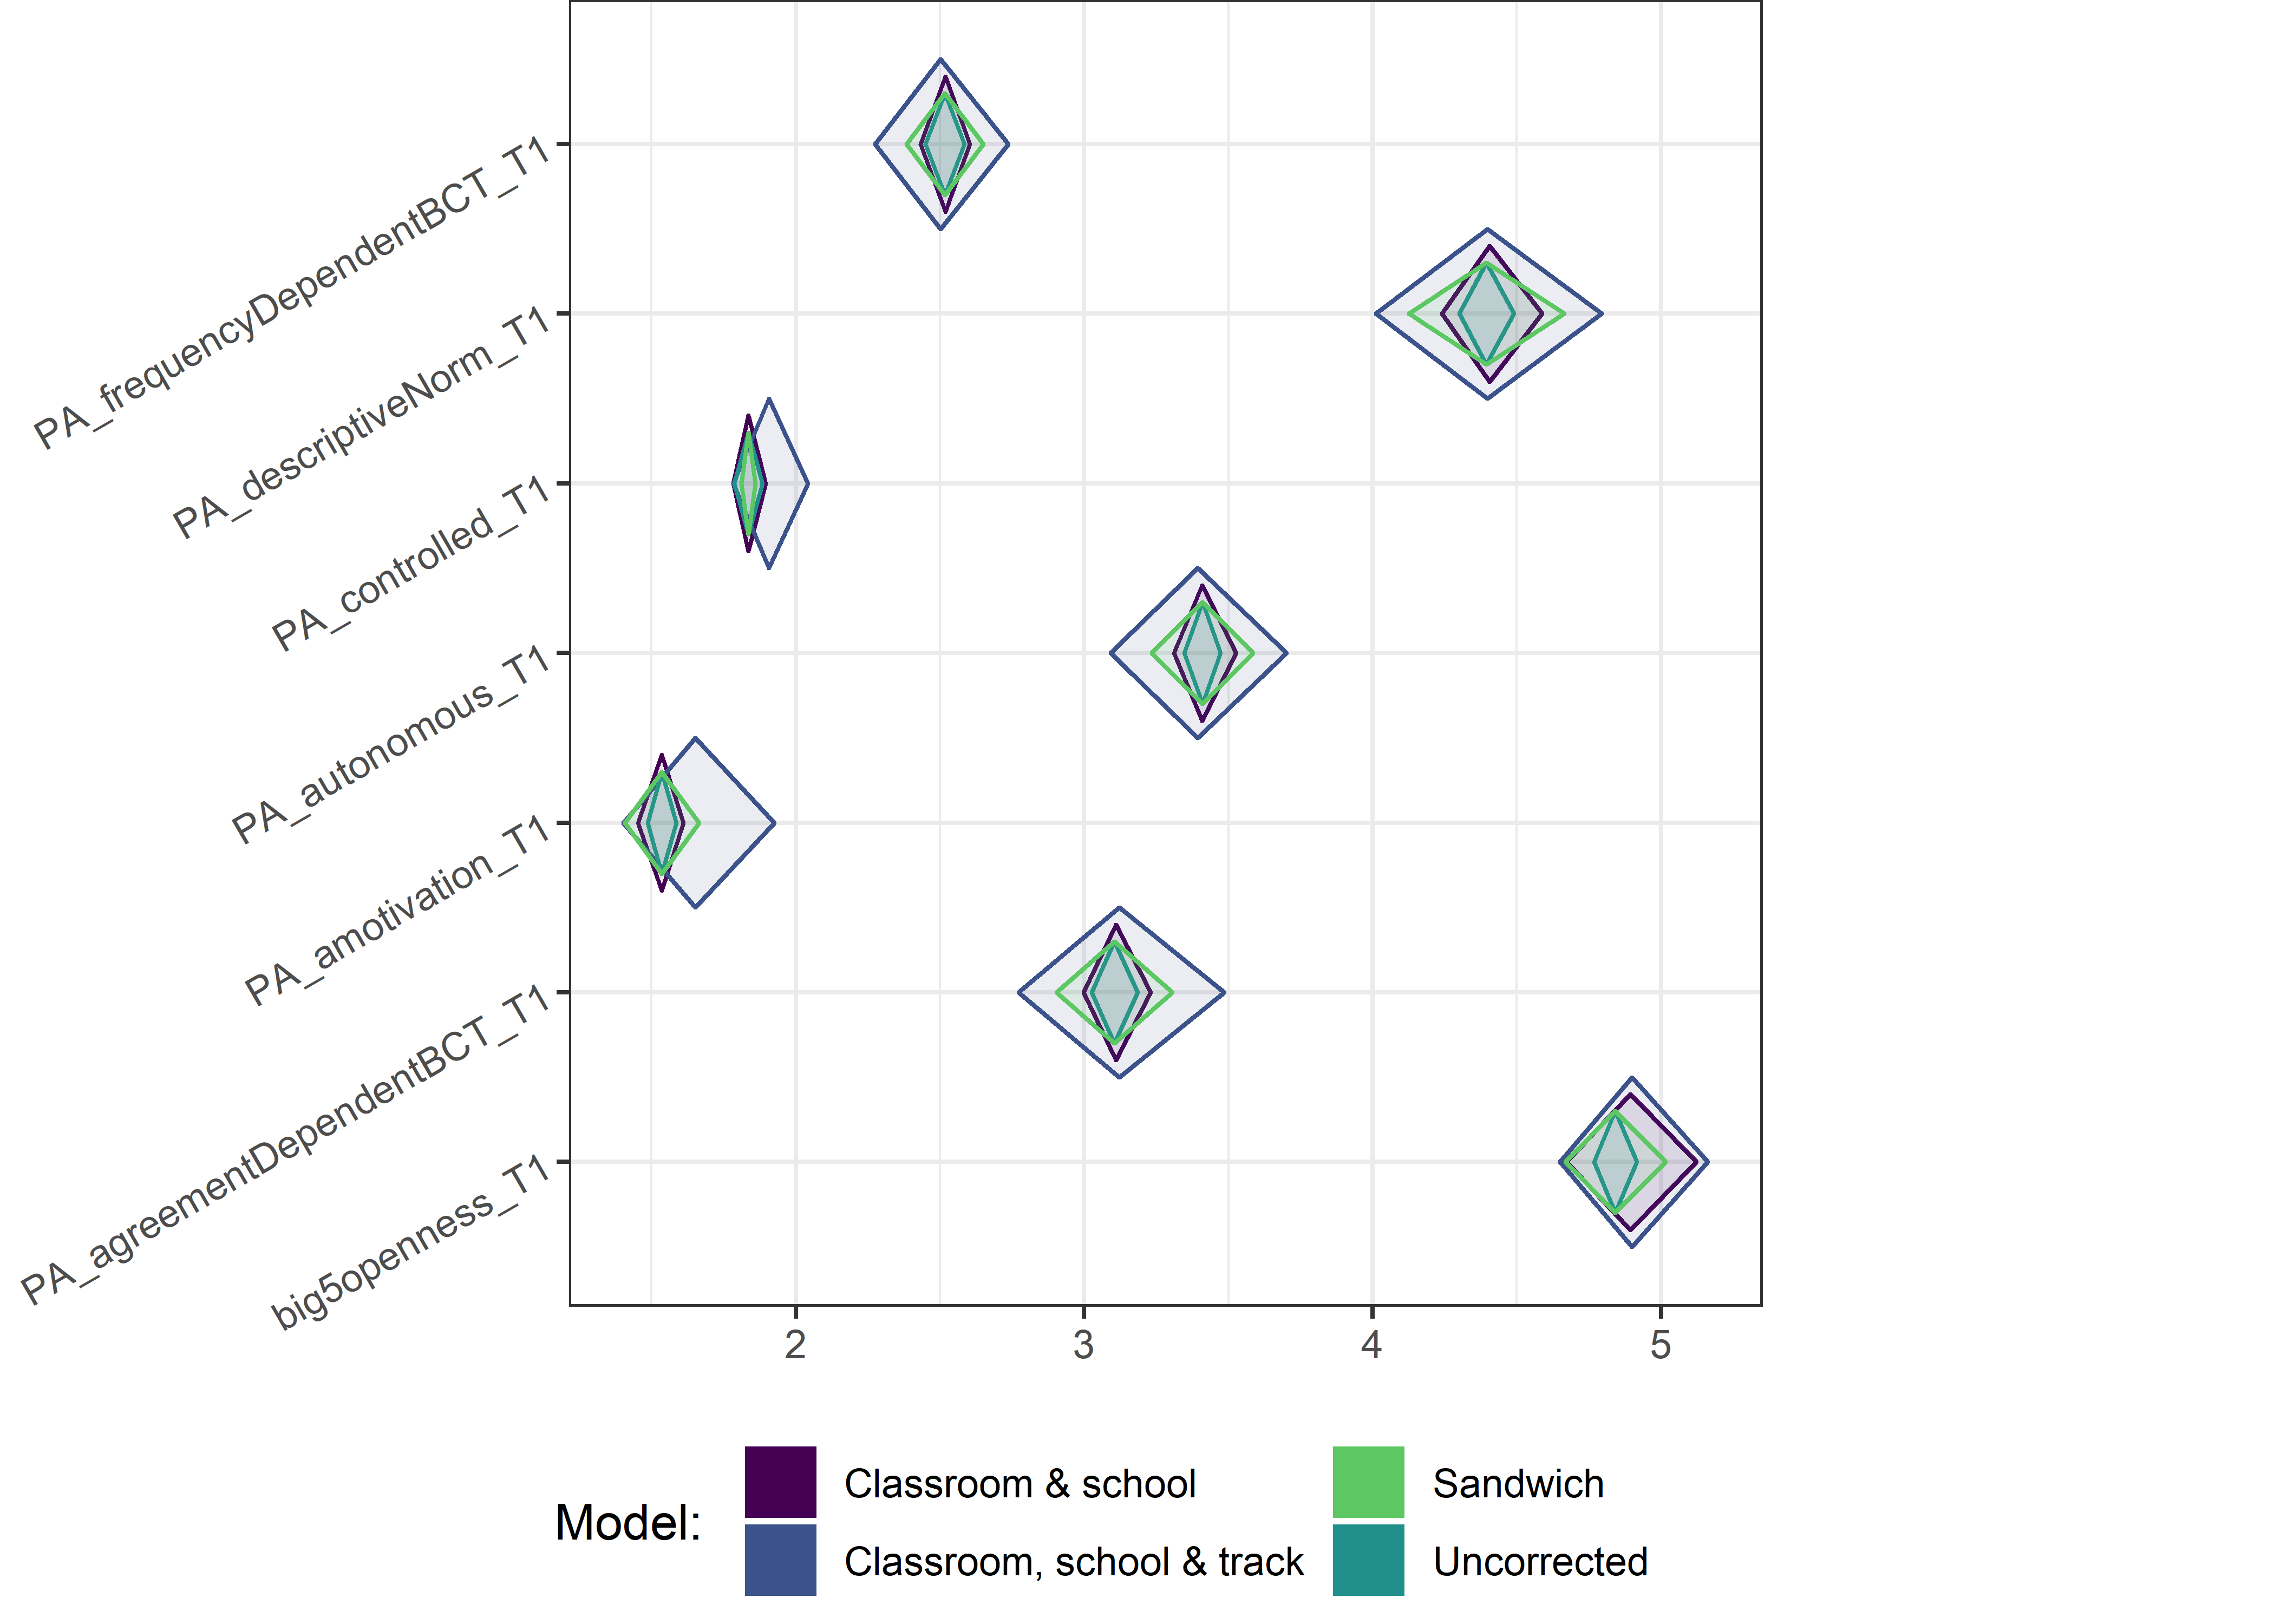 PA_frequencyDependentBCT_T1
PA_descriptiveNorm_T1
PA_controlled_T1
PA_autonomous_T1
PA_amotivation_T1
PA_agreementDependentBCT_T1
big5openness_T1
2 3 4 5
Model:
Classroom & school
Classroom, school & track
Sandwich
Uncorrected